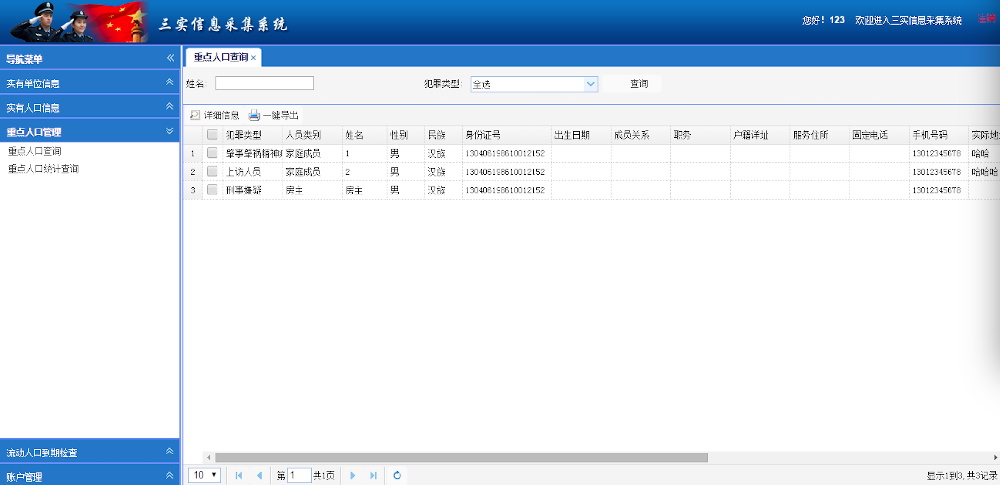 三实信息采集系统
您好！123 欢迎进入三实信息采集系统 注销
导航菜单
实有单位信息
实有人口信息
重点人口管理
重点人口查询
重点人口统计查询
流动人口到期检查
账户管理
重点人口查询 ×
姓名: 犯罪类型: 全选 查询
详细信息 一键导出
犯罪类型 人员类别 姓名 性别 民族 身份证号 出生日期 成员关系 职务 户籍详址 服务住所 固定电话 手机号码 实际地
1 肇事肇祸精神 家庭成员 1 男 汉族 130406198610012152 13012345678 哈哈
2 上访人员 家庭成员 2 男 汉族 130406198610012152 13012345678 哈哈哈
3 刑事嫌疑 房主 房主 男 汉族 130406198610012152 13012345678
10 第 1 共1页 显示1到3, 共3记录